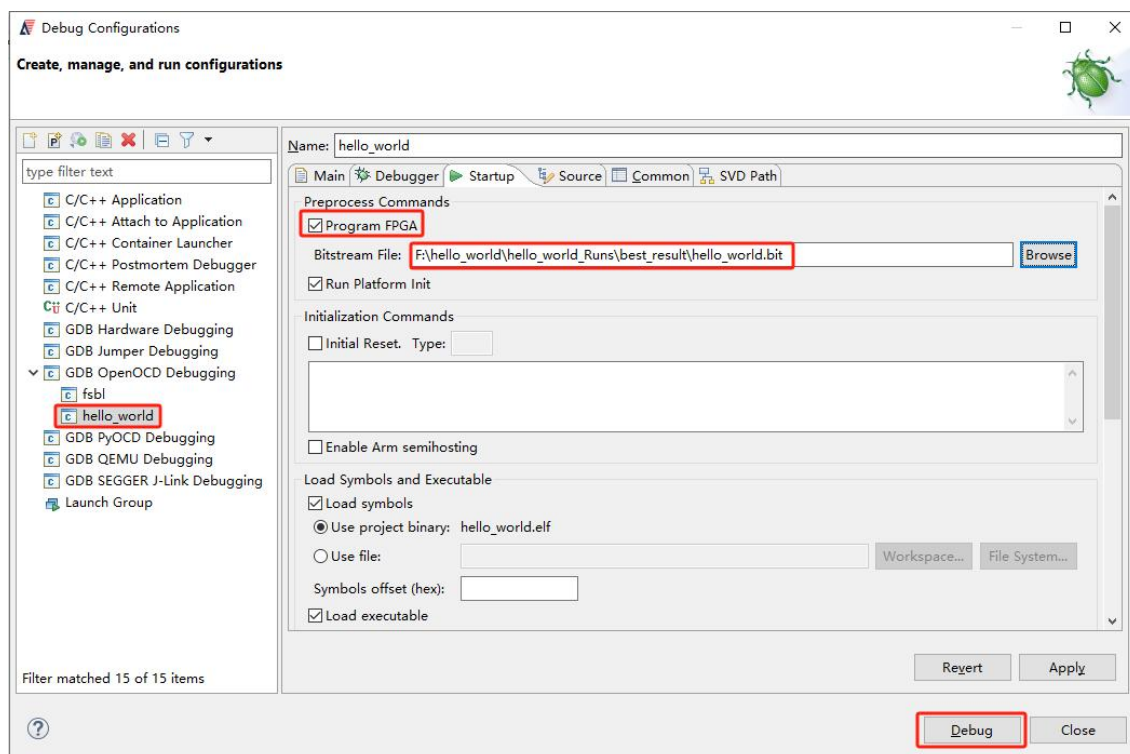 Debug Configurations
Create, manage, and run configurations
type filter text
C/C++ Application
C/C++ Attach to Application
C/C++ Container Launcher
C/C++ Postmortem Debugger
C/C++ Remote Application
C/C++ Unit
GDB Hardware Debugging
GDB Jumper Debugging
GDB OpenOCD Debugging
fsbl
hello_world
GDB PyOCD Debugging
GDB QEMU Debugging
GDB SEGGER J-Link Debugging
Launch Group
Filter matched 15 of 15 items
Name: hello_world
Main Debugger Startup Source Common SVD Path
Preprocess Commands
Program FPGA
Bitstream File: F:\hello_world\hello_world_Runs\best_result\hello_world.bit Browse
Run Platform Init
Initialization Commands
Initial Reset. Type:
Enable Arm semihosting
Load Symbols and Executable
Load symbols
Use project binary: hello_world.elf
Use file: Workspace... File System...
Symbols offset (hex):
Load executable
Revert Apply
Debug Close